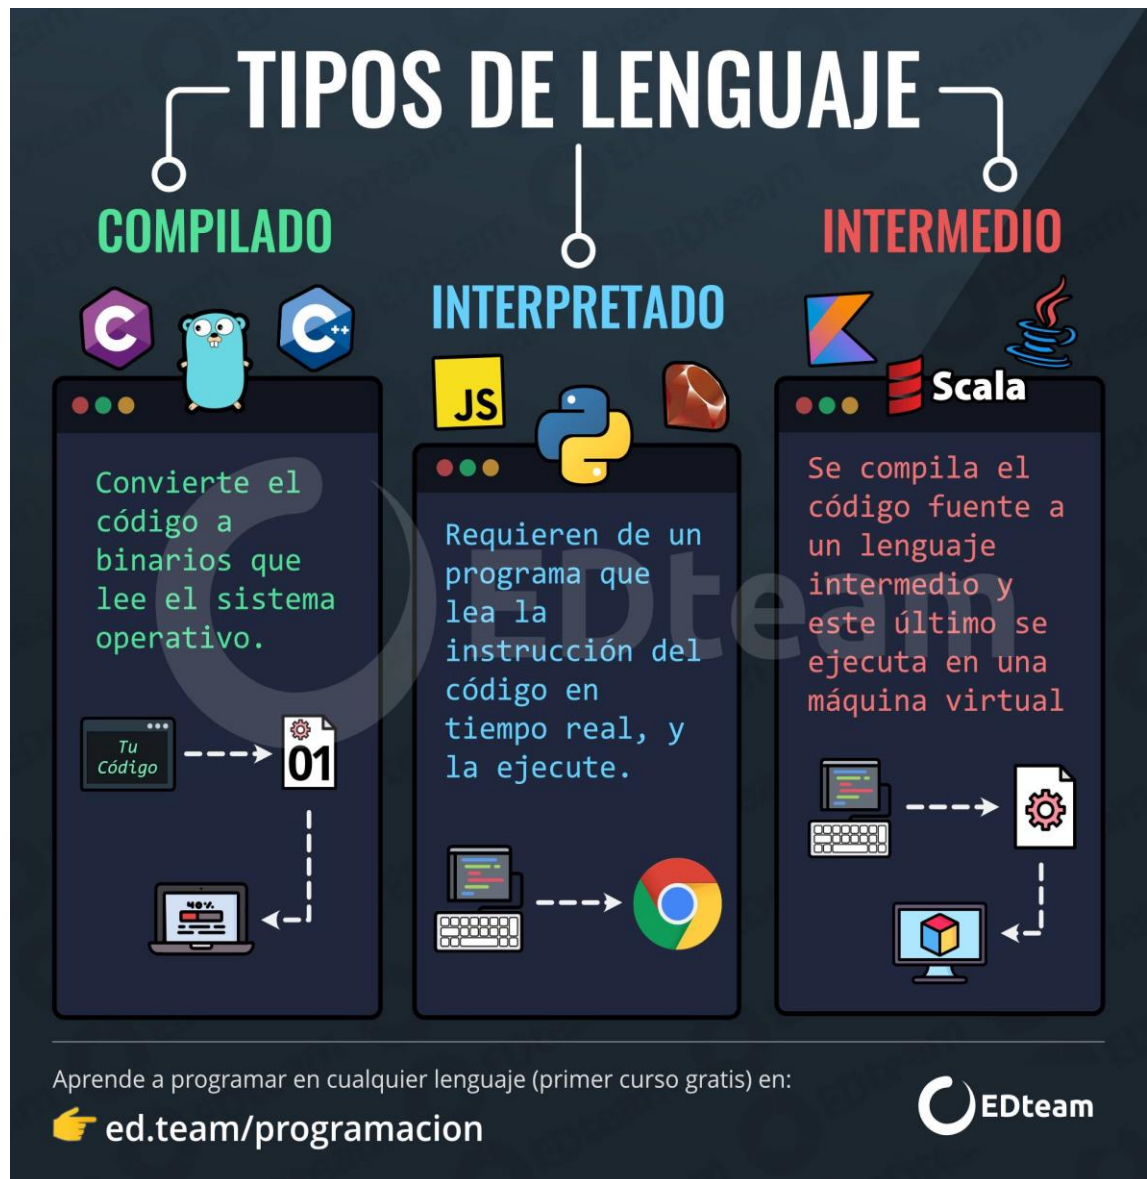 TIPOS DE LENGUAJE
COMPILADO
C
C++
Convierte el
código a
binarios que
lee el sistema
operativo.
Tu
Código
01
40%
INTERPRETADO
JS
Requieren de un
programa que
lea la
instrucción del
código en
tiempo real, y
la ejecute.
INTERMEDIO
Scala
Se compila el
código fuente a
un lenguaje
intermedio y
este último se
ejecuta en una
máquina virtual
EDteam
Aprende a programar en cualquier lenguaje (primer curso gratis) en:
ed.team/programacion
EDteam